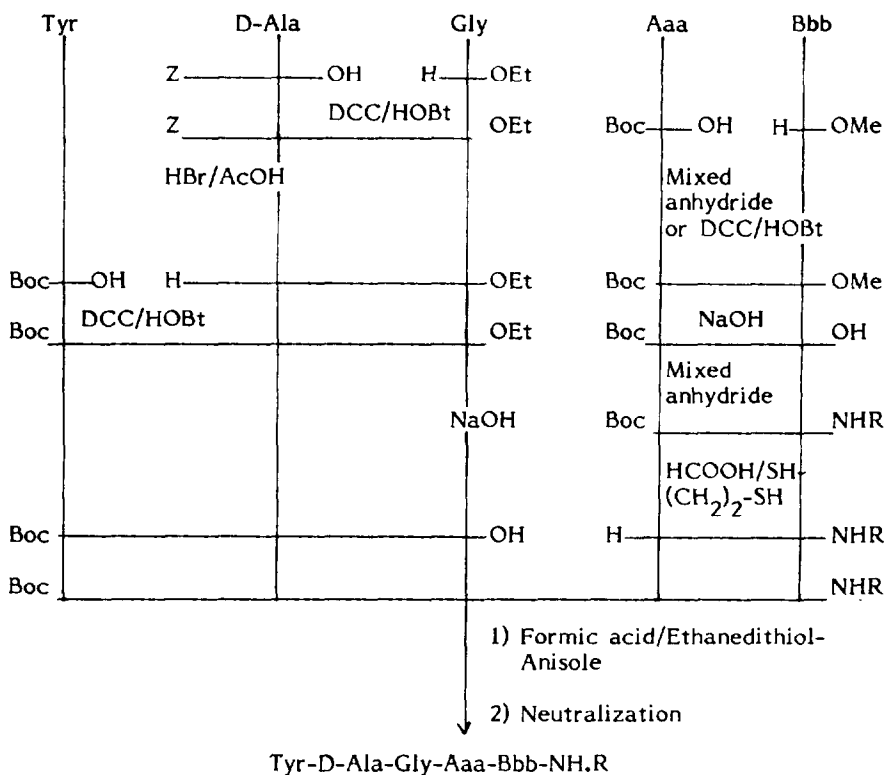 Tyr D-Ala Gly Aaa Bbb
Z OH H OEt
DCC/HOBt
Z OEt Boc OH H OMe
HBr/AcOH Mixed
anhydride
or DCC/HOBt
Boc OH H OEt Boc OMe
DCC/HOBt NaOH
Boc OEt Boc OH
Mixed
anhydride
NaOH Boc NHR
HCOOH/SH-
(CH2)2-SH
Boc OH H NHR
Boc NHR
1) Formic acid/Ethanedithiol-
Anisole
2) Neutralization
Tyr-D-Ala-Gly-Aaa-Bbb-NH.R